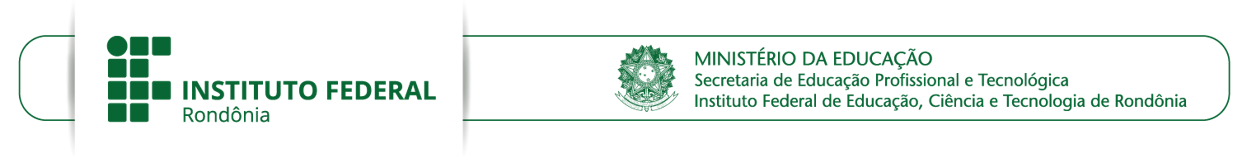 INSTITUTO FEDERAL
Rondônia
MINISTÉRIO DA EDUCAÇÃO
Secretaria de Educação Profissional e Tecnológica
Instituto Federal de Educação, Ciência e Tecnologia de Rondônia